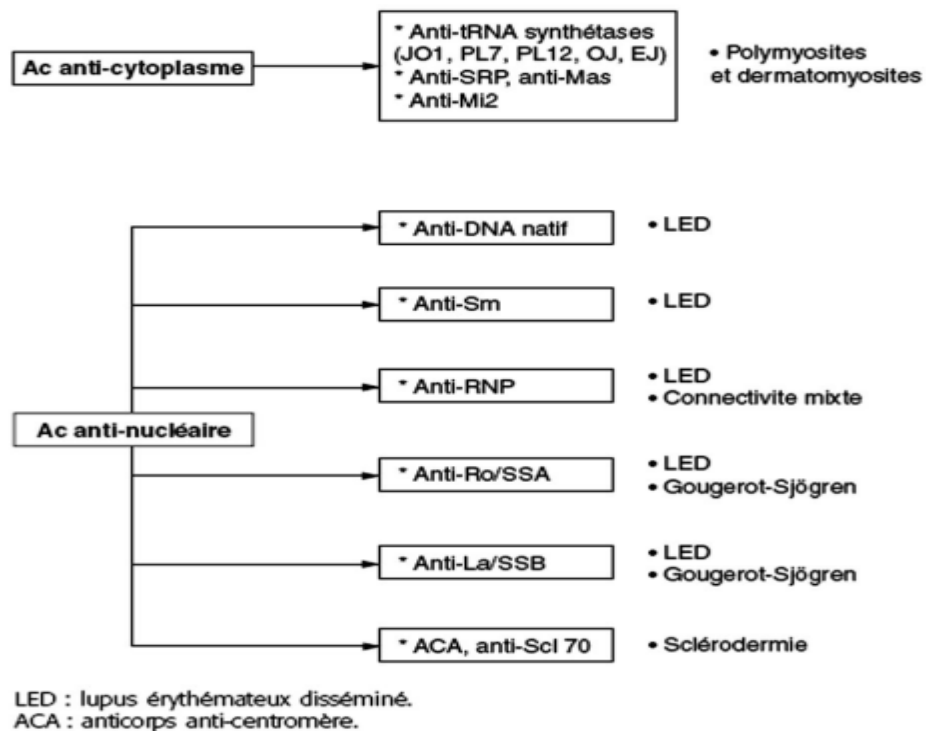 Ac anti-cytoplasme
* Anti-tRNA synthétases
(JO1, PL7, PL12, OJ, EJ)
* Anti-SRP, anti-Mas
* Anti-Mi2
• Polymyosites
et dermatomyosites
Ac anti-nucléaire
* Anti-DNA natif
• LED
* Anti-Sm
• LED
* Anti-RNP
• LED
• Connectivite mixte
* Anti-Ro/SSA
• LED
• Gougerot-Sjögren
* Anti-La/SSB
• LED
• Gougerot-Sjögren
* ACA, anti-Scl 70
• Sclérodermie
LED : lupus érythémateux disséminé.
ACA : anticorps anti-centromère.